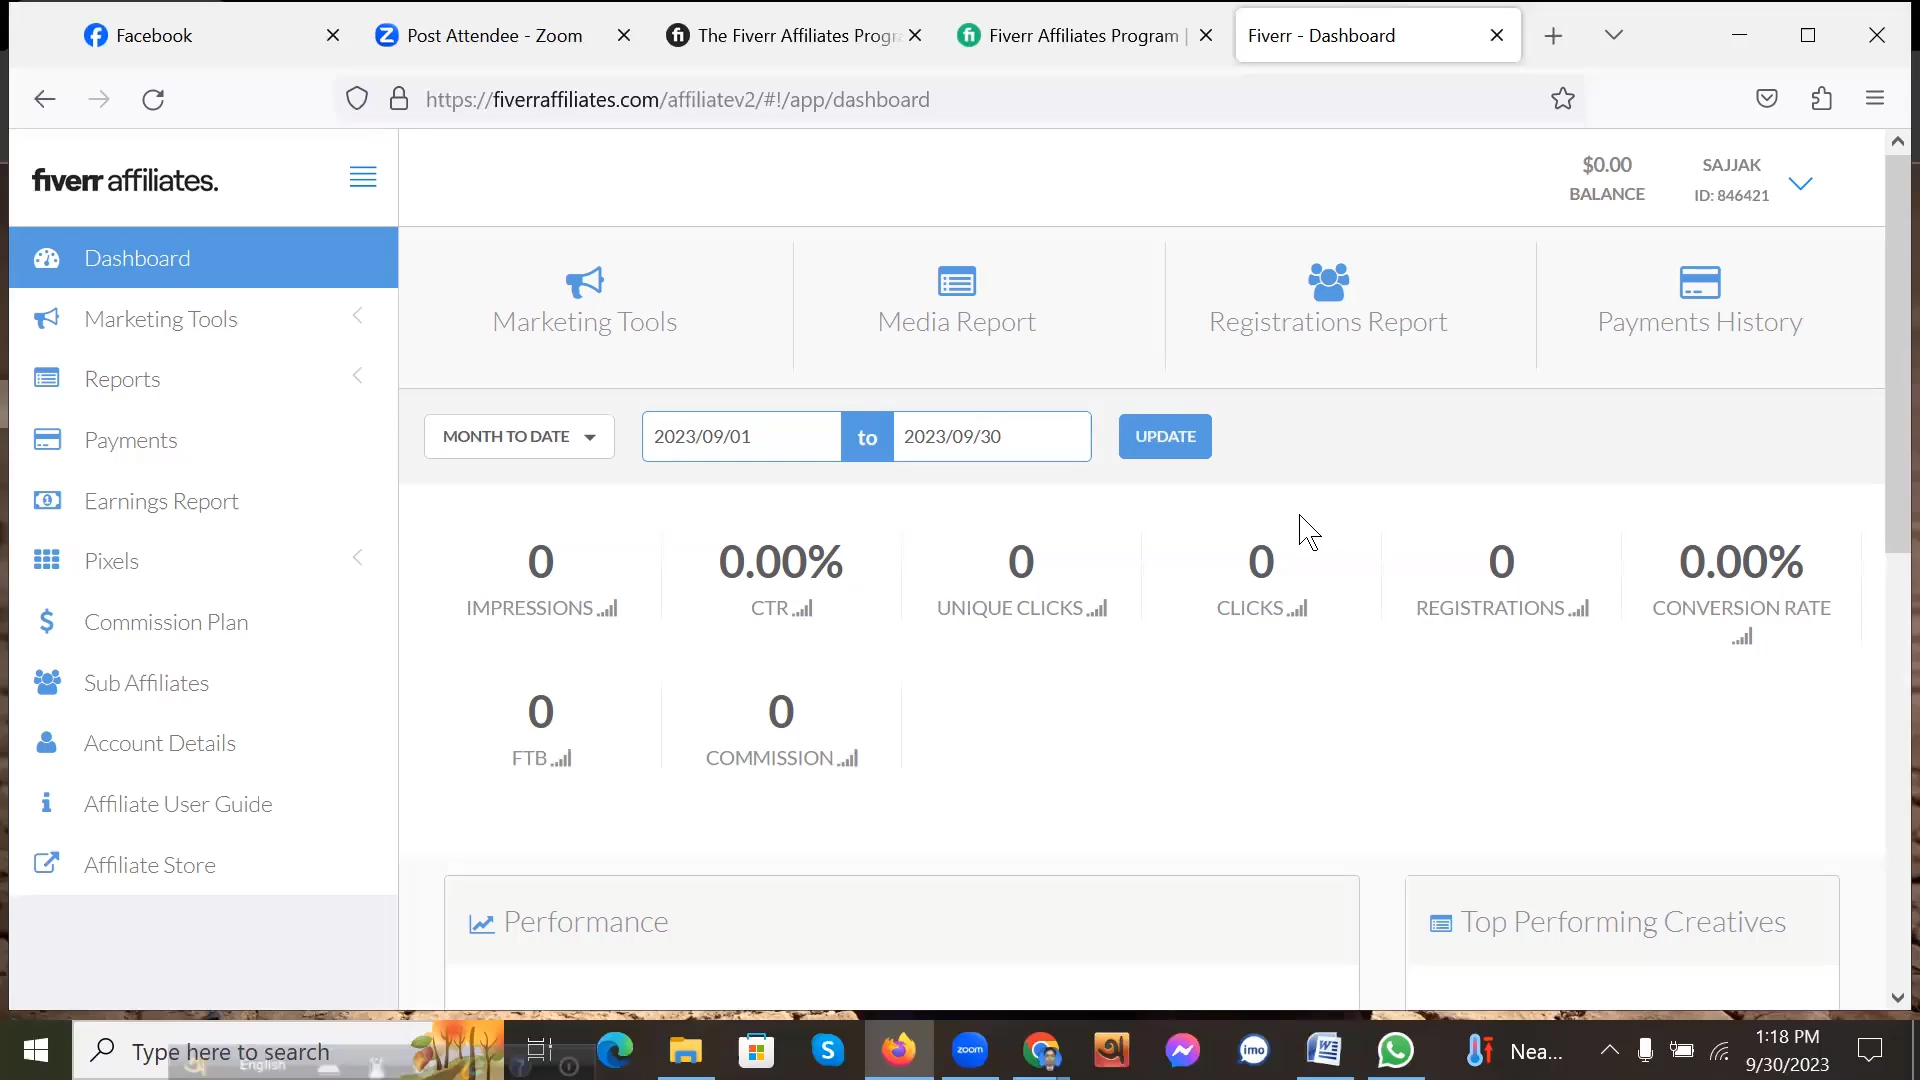 Facebook
Post Attendee - Zoom
The Fiverr Affiliates Progr
Fiverr Affiliates Program |
Fiverr - Dashboard
https://fiverraffiliates.com/affiliatev2/#!/app/dashboard
fiverr affiliates.
$0.00
BALANCE
SAJJAK
ID: 846421
Dashboard
Marketing Tools
Reports
Payments
Earnings Report
Pixels
Commission Plan
Sub Affiliates
Account Details
Affiliate User Guide
Affiliate Store
Marketing Tools
Media Report
Registrations Report
Payments History
MONTH TO DATE
2023/09/01
to
2023/09/30
UPDATE
0
IMPRESSIONS
0.00%
CTR
0
UNIQUE CLICKS
0
CLICKS
0
REGISTRATIONS
0.00%
CONVERSION RATE
0
FTB
0
COMMISSION
Performance
Top Performing Creatives
Type here to search
English
zoom
imo
Nea...
1:18 PM
9/30/2023